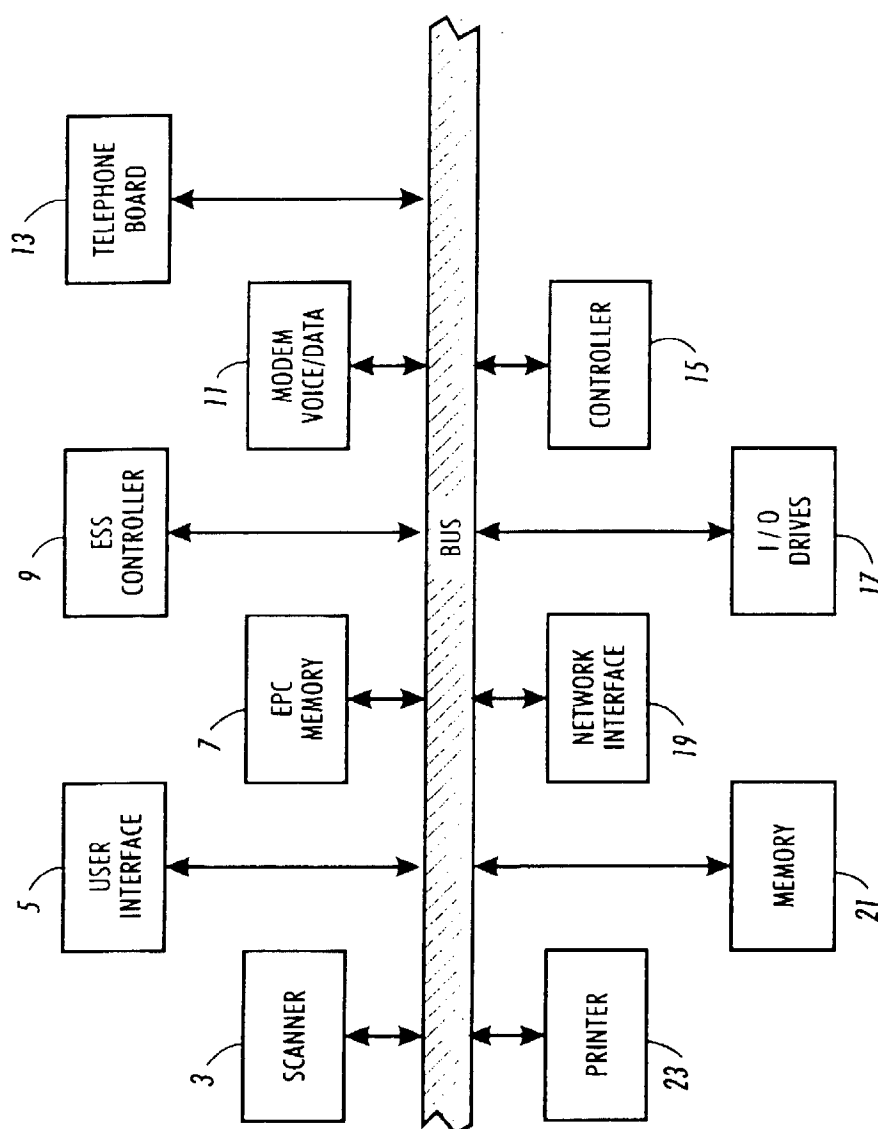 13
TELEPHONE
BOARD
9
ESS
CONTROLLER
5
USER
INTERFACE
11
MODEM
VOICE/DATA
7
EPC
MEMORY
3
SCANNER
BUS
CONTROLLER
15
NETWORK
INTERFACE
19
PRINTER
23
I/O
DRIVES
17
MEMORY
21